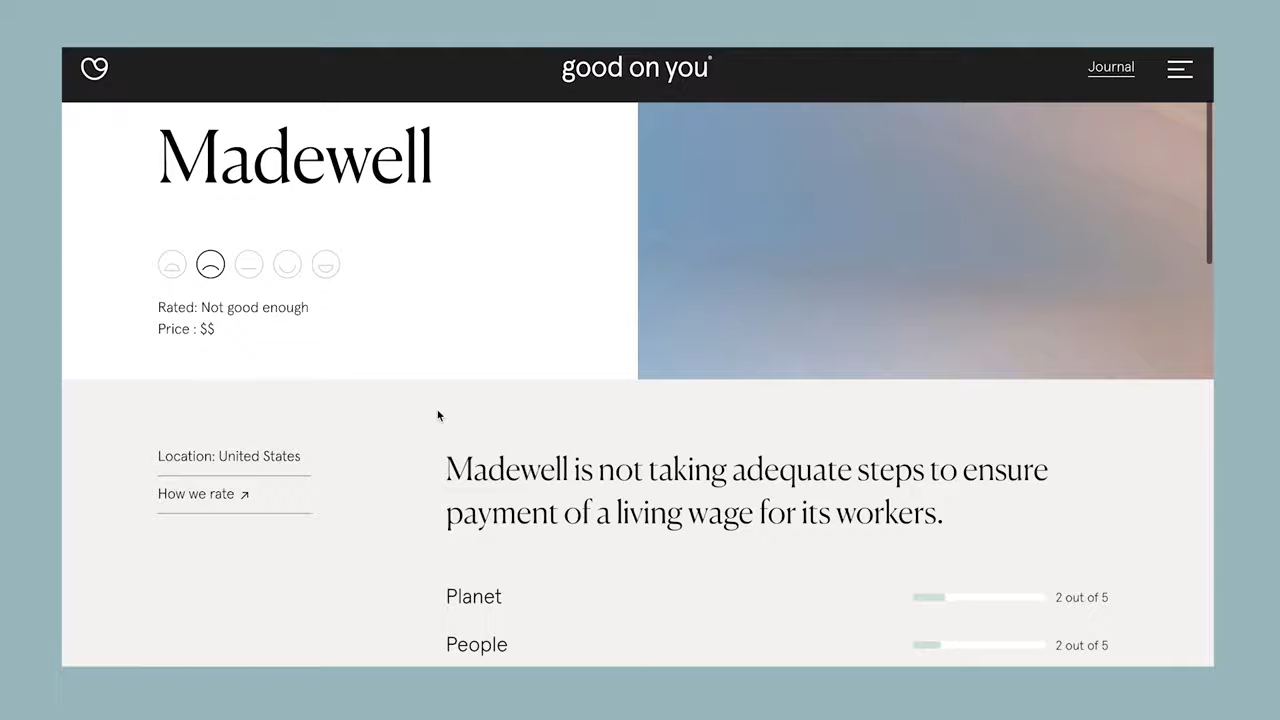 good on you®
Journal
Madewell
Rated: Not good enough
Price : $$
Location: United States
How we rate ↗
Madewell is not taking adequate steps to ensure
payment of a living wage for its workers.
Planet
2 out of 5
People
2 out of 5